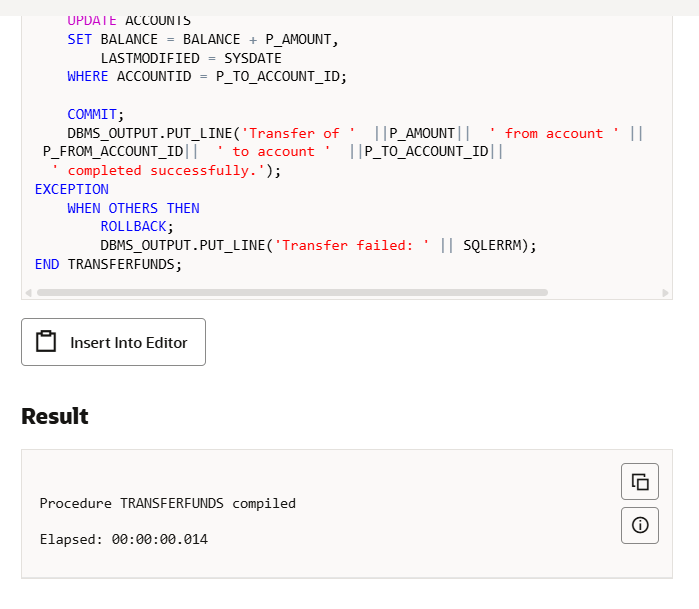 UPDATE ACCOUNTS
SET BALANCE = BALANCE + P_AMOUNT,
LASTMODIFIED = SYSDATE
WHERE ACCOUNTID = P_TO_ACCOUNT_ID;
COMMIT;
DBMS_OUTPUT.PUT_LINE('Transfer of '  ||P_AMOUNT||  ' from account ' ||
P_FROM_ACCOUNT_ID||  ' to account '  ||P_TO_ACCOUNT_ID||
' completed successfully.');
EXCEPTION
WHEN OTHERS THEN
ROLLBACK;
DBMS_OUTPUT.PUT_LINE('Transfer failed: ' || SQLERRM);
END TRANSFERFUNDS;
Insert Into Editor
Result
Procedure TRANSFERFUNDS compiled
Elapsed: 00:00:00.014